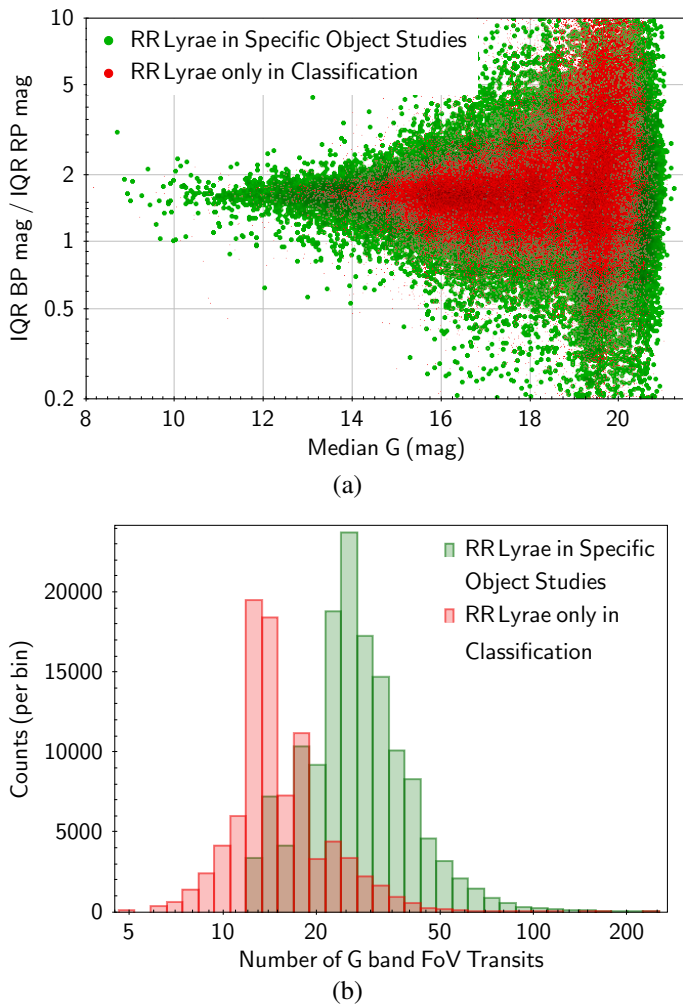 10
5
2
1
0.5
0.2
IQR BP mag / IQR RP mag
RR Lyrae in Specific Object Studies
RR Lyrae only in Classification
8 10 12 14 16 18 20
Median G (mag)
(a)
20000
15000
10000
5000
0
Counts (per bin)
RR Lyrae in Specific
Object Studies
RR Lyrae only in
Classification
5 10 20 50 100 200
Number of G band FoV Transits
(b)